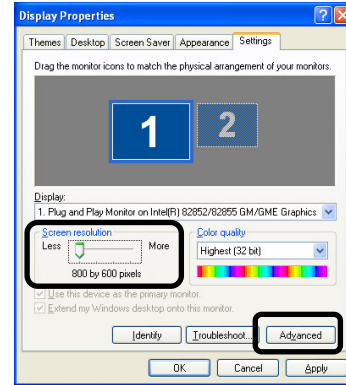 Display Properties
Themes Desktop Screen Saver Appearance Settings
Drag the monitor icons to match the physical arrangement of your monitors.
1 2
Display:
1. Plug and Play Monitor on Intel(R) 82852/82855 GM/GME Graphics
Screen resolution
Less More
800 by 600 pixels
Color quality
Highest (32 bit)
Use this device as the primary monitor.
Extend my Windows desktop onto this monitor.
Identify Troubleshoot... Advanced
OK Cancel Apply